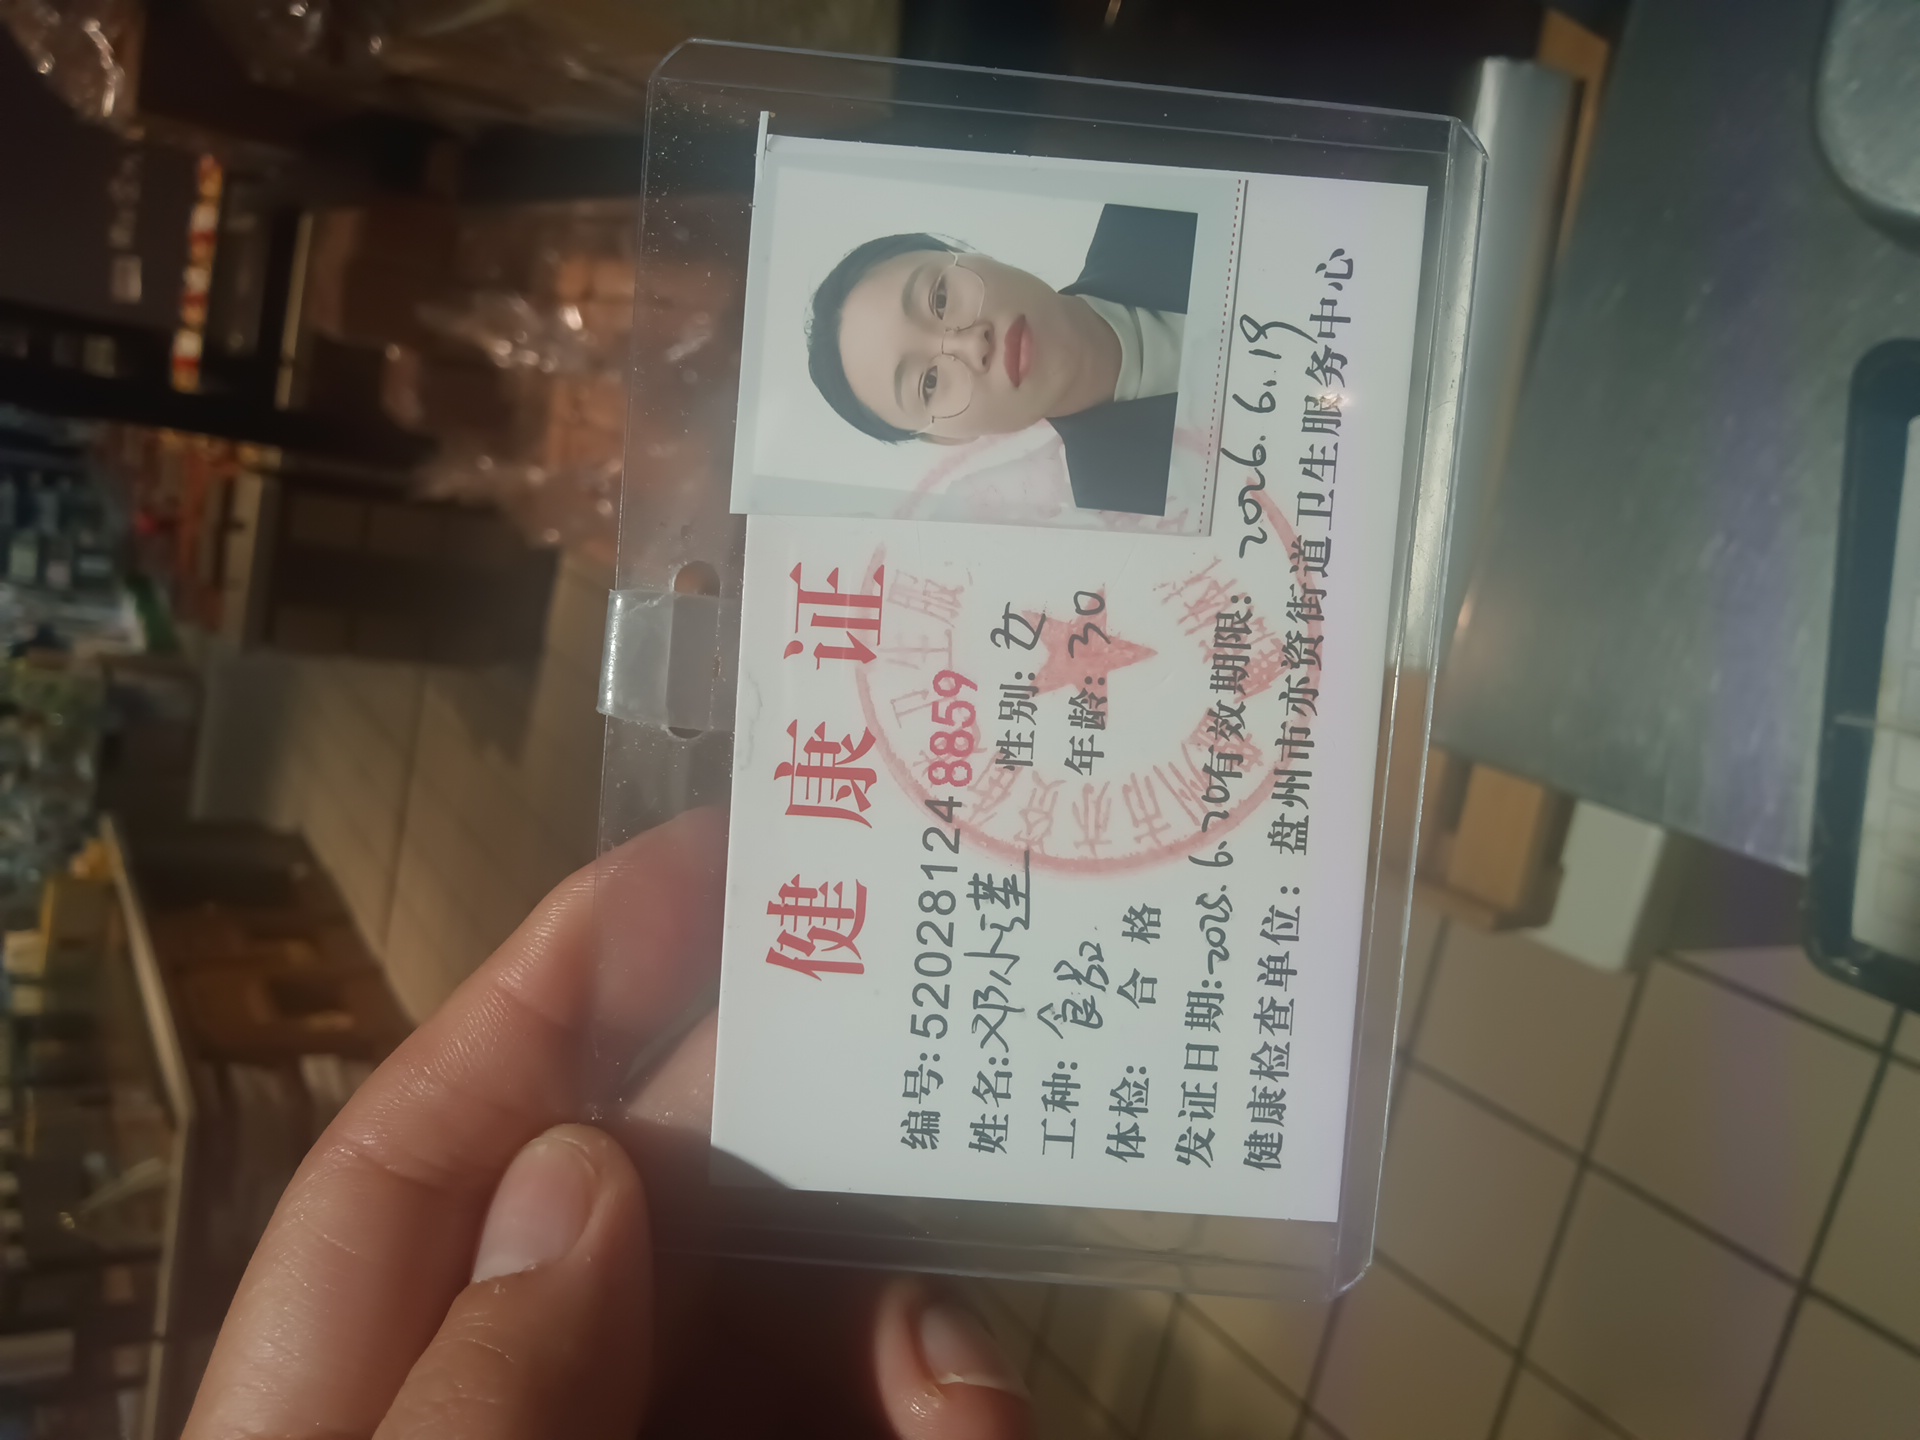 健康证
编号:520281248859
姓名:邓小莲
性别:女
工种:食品
年龄:30
体检:合格
发证日期:2025.6.20有效期限:2026.6.19
健康检查单位:盘州市亦资街道卫生服务中心